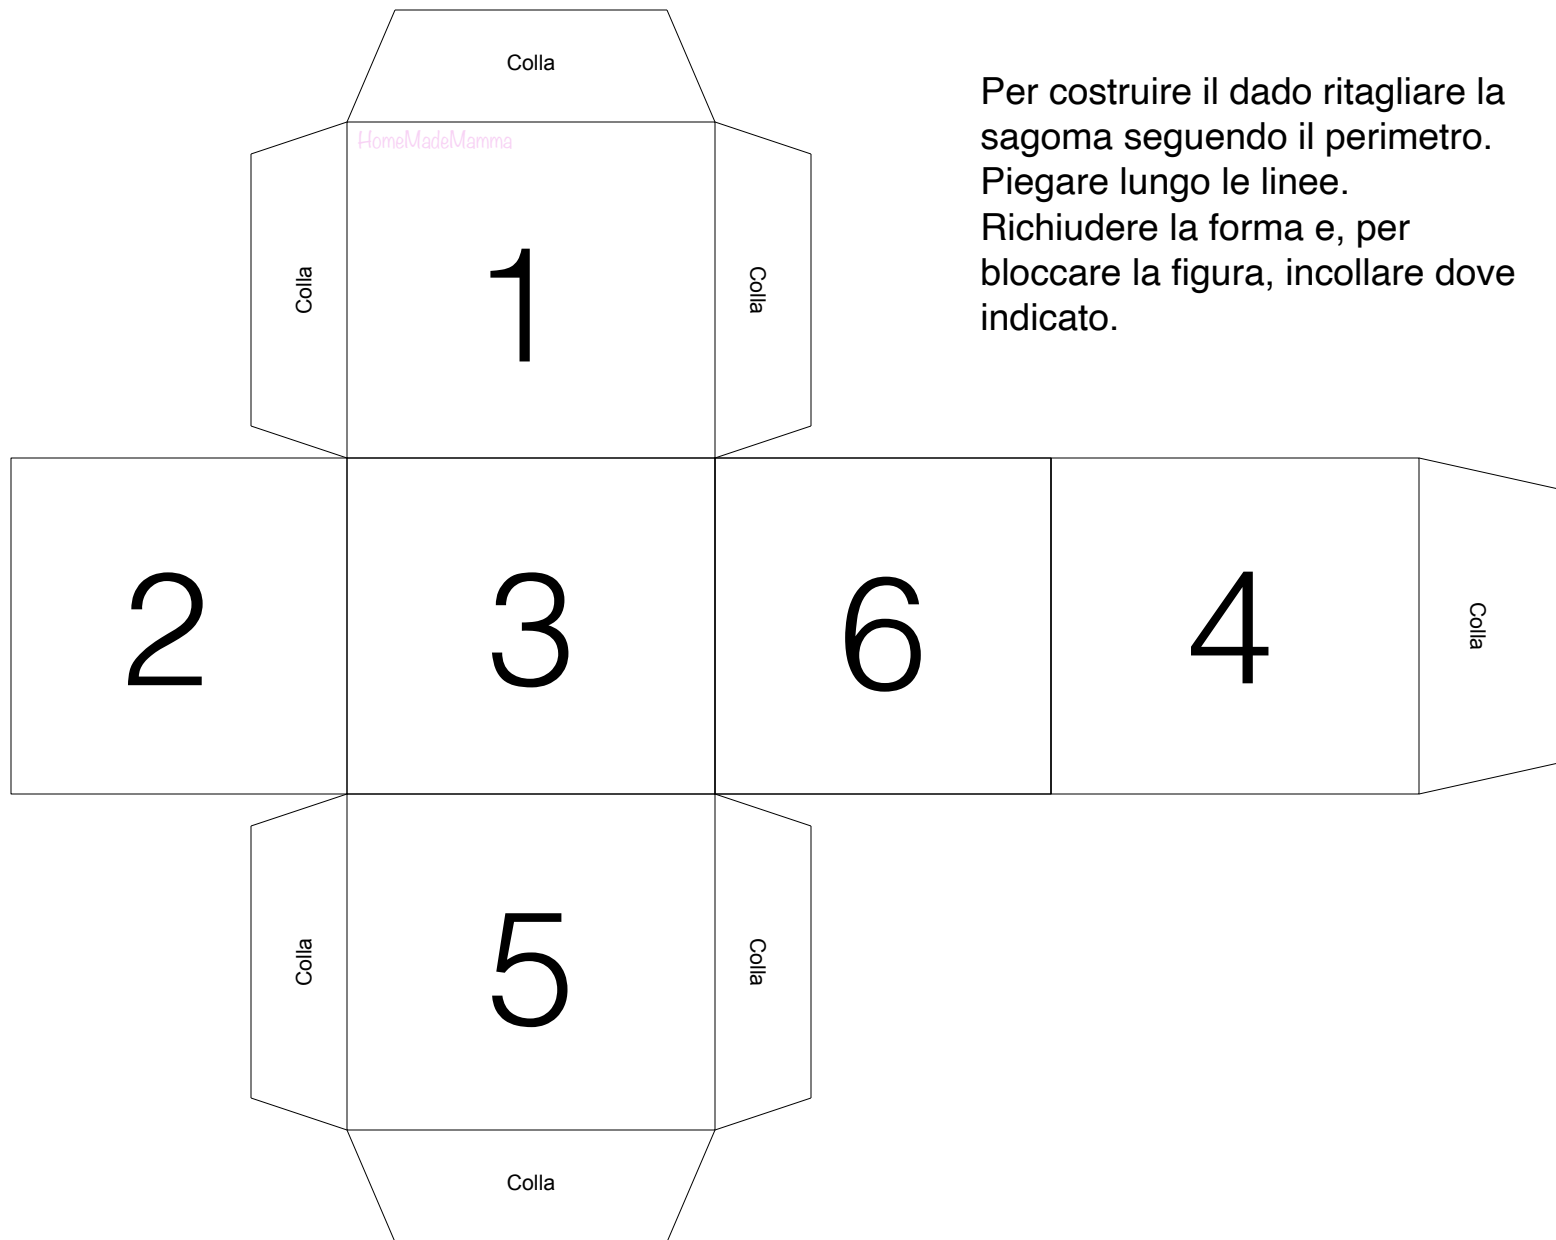 Colla
Per costruire il dado ritagliare la
sagoma seguendo il perimetro.
Piegare lungo le linee.
Richiudere la forma e, per
bloccare la figura, incollare dove
indicato.
HomeMadeMamma
Colla
1
Colla
2
3
6
4
Colla
Colla
5
Colla
Colla